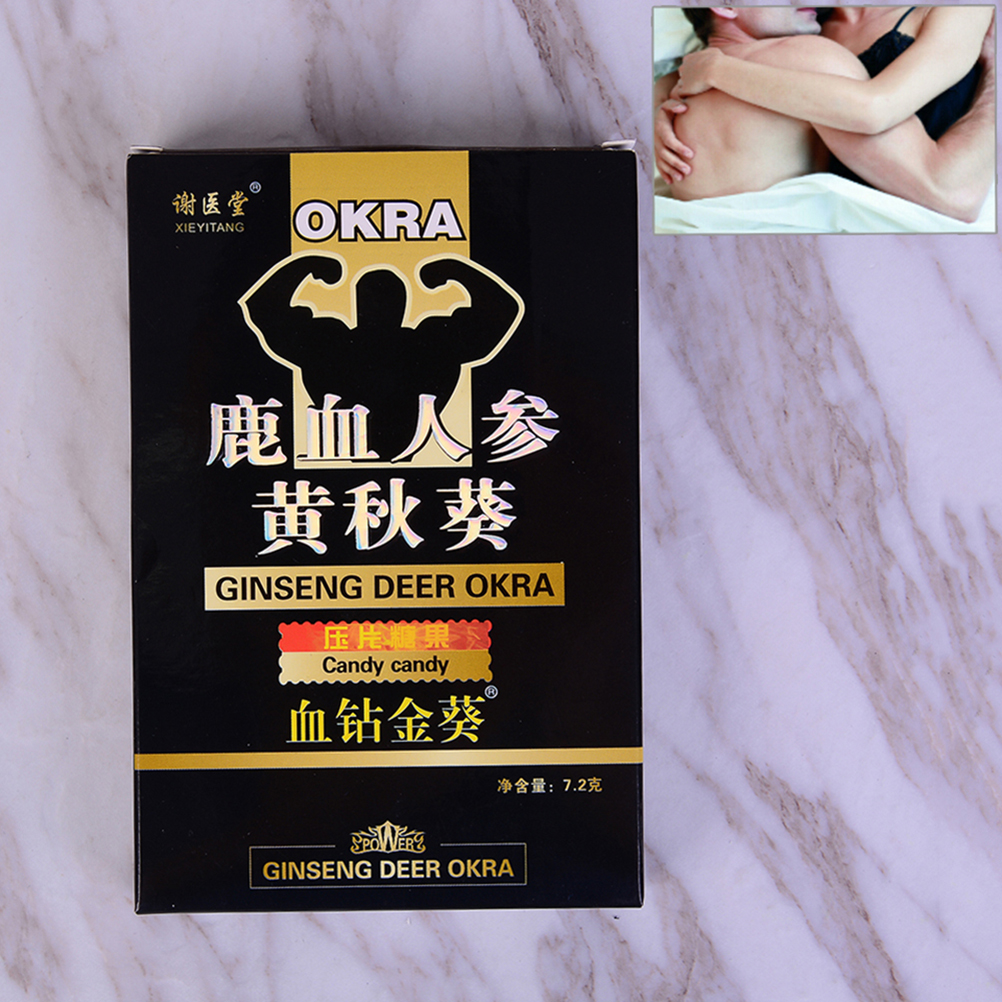 谢医堂®
XIEYITANG
OKRA
鹿血人参
黄秋葵
GINSENG DEER OKRA
压片糖果
Candy candy
血钻金葵®
净含量：7.2克
POWER
GINSENG DEER OKRA